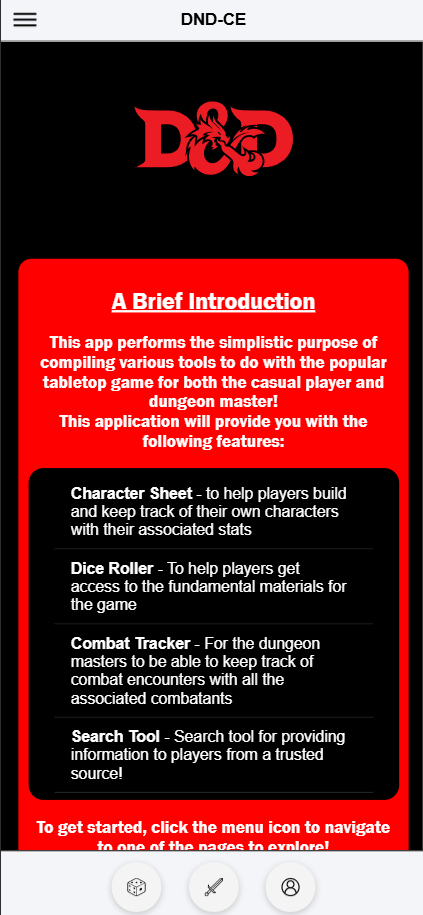 DND-CE
D&D
A Brief Introduction
This app performs the simplistic purpose of
compiling various tools to do with the popular
tabletop game for both the casual player and
dungeon master!
This application will provide you with the
following features:
Character Sheet - to help players build
and keep track of their own characters
with their associated stats
Dice Roller - To help players get
access to the fundamental materials for
the game
Combat Tracker - For the dungeon
masters to be able to keep track of
combat encounters with all the
associated combatants
Search Tool - Search tool for providing
information to players from a trusted
source!
To get started, click the menu icon to navigate
to one of the pages to explore!